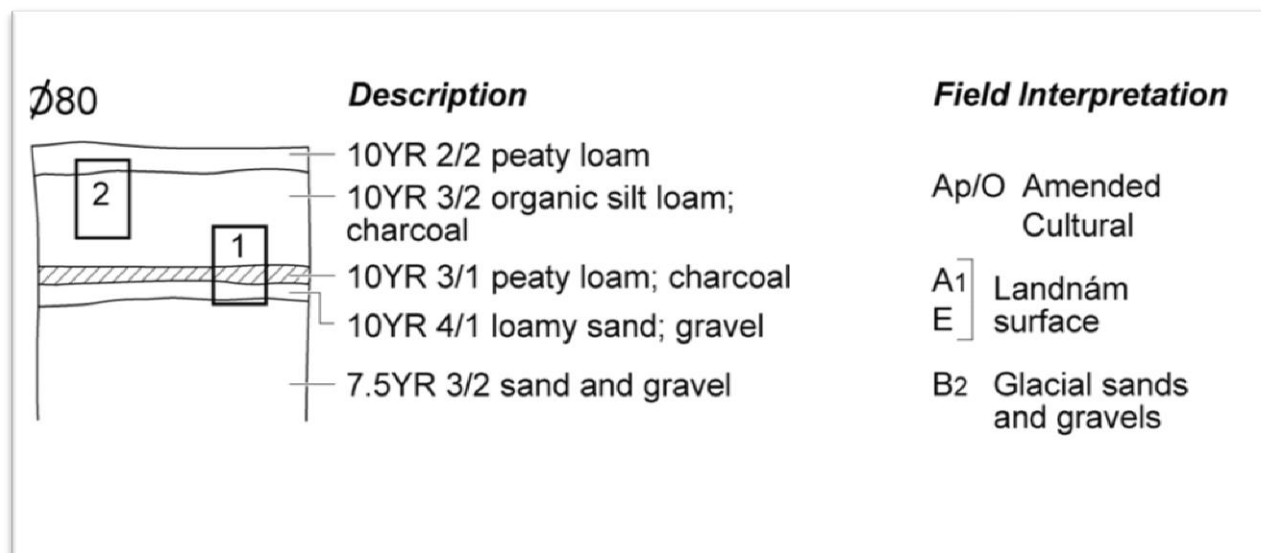 Ø80
Description
Field Interpretation
10YR 2/2 peaty loam
10YR 3/2 organic silt loam;
charcoal
10YR 3/1 peaty loam; charcoal
10YR 4/1 loamy sand; gravel
7.5YR 3/2 sand and gravel
2
1
Ap/O Amended
Cultural
A1
E
Landnám
surface
B2 Glacial sands
and gravels